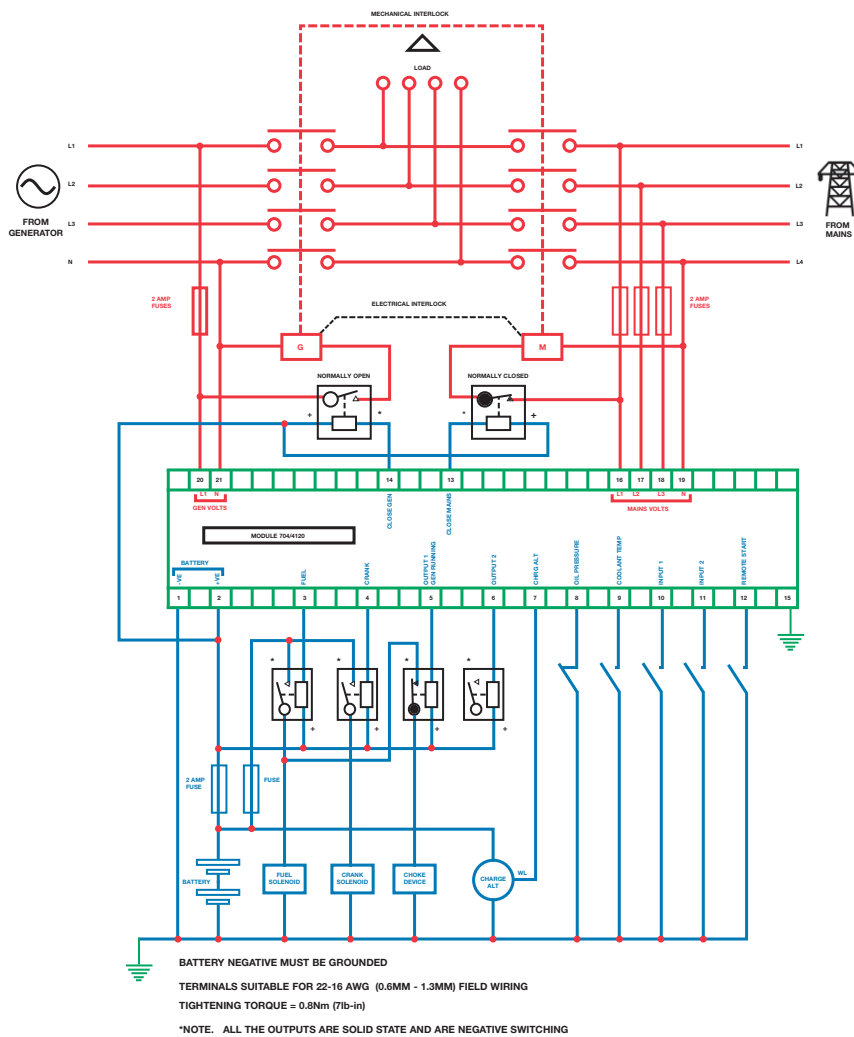 MECHANICAL INTERLOCK
LOAD
L1
L1
L2
L2
FROM
GENERATOR
L3
L3
FROM
MAINS
N
L4
2 AMP
FUSES
2 AMP
FUSES
ELECTRICAL INTERLOCK
G
M
NORMALLY OPEN
NORMALLY CLOSED
+
*
*
+
20
21
14
13
16
17
18
19
L1
N
GEN VOLTS
CLOSE GEN
CLOSE MAINS
L1
L2
L3
N
MAINS VOLTS
MODULE 704/4120
BATTERY
-VE
+VE
FUEL
CRANK
OUTPUT 1
GEN RUNNING
OUTPUT 2
CHRG ALT
OIL PRESSURE
COOLANT TEMP
INPUT 1
INPUT 2
REMOTE START
1
2
3
4
5
6
7
8
9
10
11
12
15
*
*
*
*
+
+
+
+
2 AMP
FUSE
FUSE
BATTERY
FUEL
SOLENOID
CRANK
SOLENOID
CHOKE
DEVICE
CHARGE
ALT
WL
BATTERY NEGATIVE MUST BE GROUNDED
TERMINALS SUITABLE FOR 22-16 AWG (0.6MM - 1.3MM) FIELD WIRING
TIGHTENING TORQUE = 0.8Nm (7lb-in)
*NOTE. ALL THE OUTPUTS ARE SOLID STATE AND ARE NEGATIVE SWITCHING